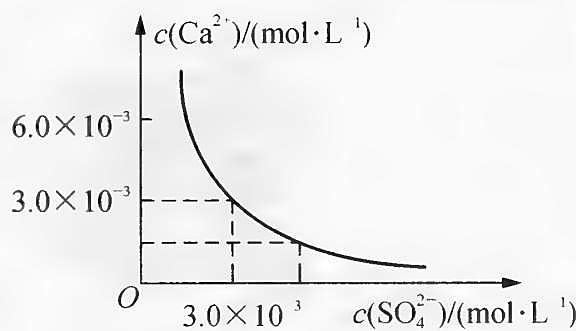 c(Ca²⁺)/(mol·L ¹)
6.0×10⁻³
3.0×10⁻³
O
3.0×10 ³
c(SO₄²⁻)/(mol·L ¹)